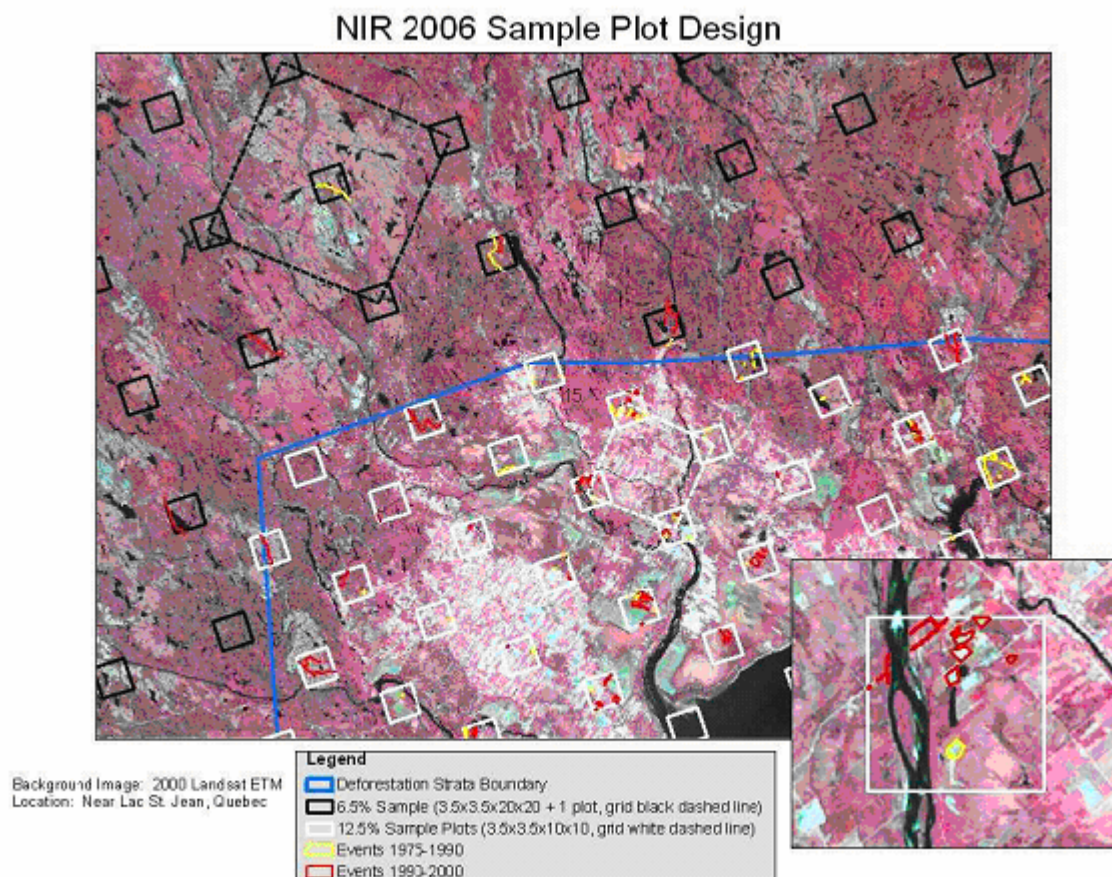 NIR 2006 Sample Plot Design
15
Background Image: 2000 Landsat ETM
Location: Near Lac St. Jean, Quebec
Legend
Deforestation Strata Boundary
6.5% Sample (3.5x3.5x20x20 + 1 plot, grid black dashed line)
12.5% Sample Plots (3.5x3.5x10x10, grid white dashed line)
Events 1975-1990
Events 1990-2000